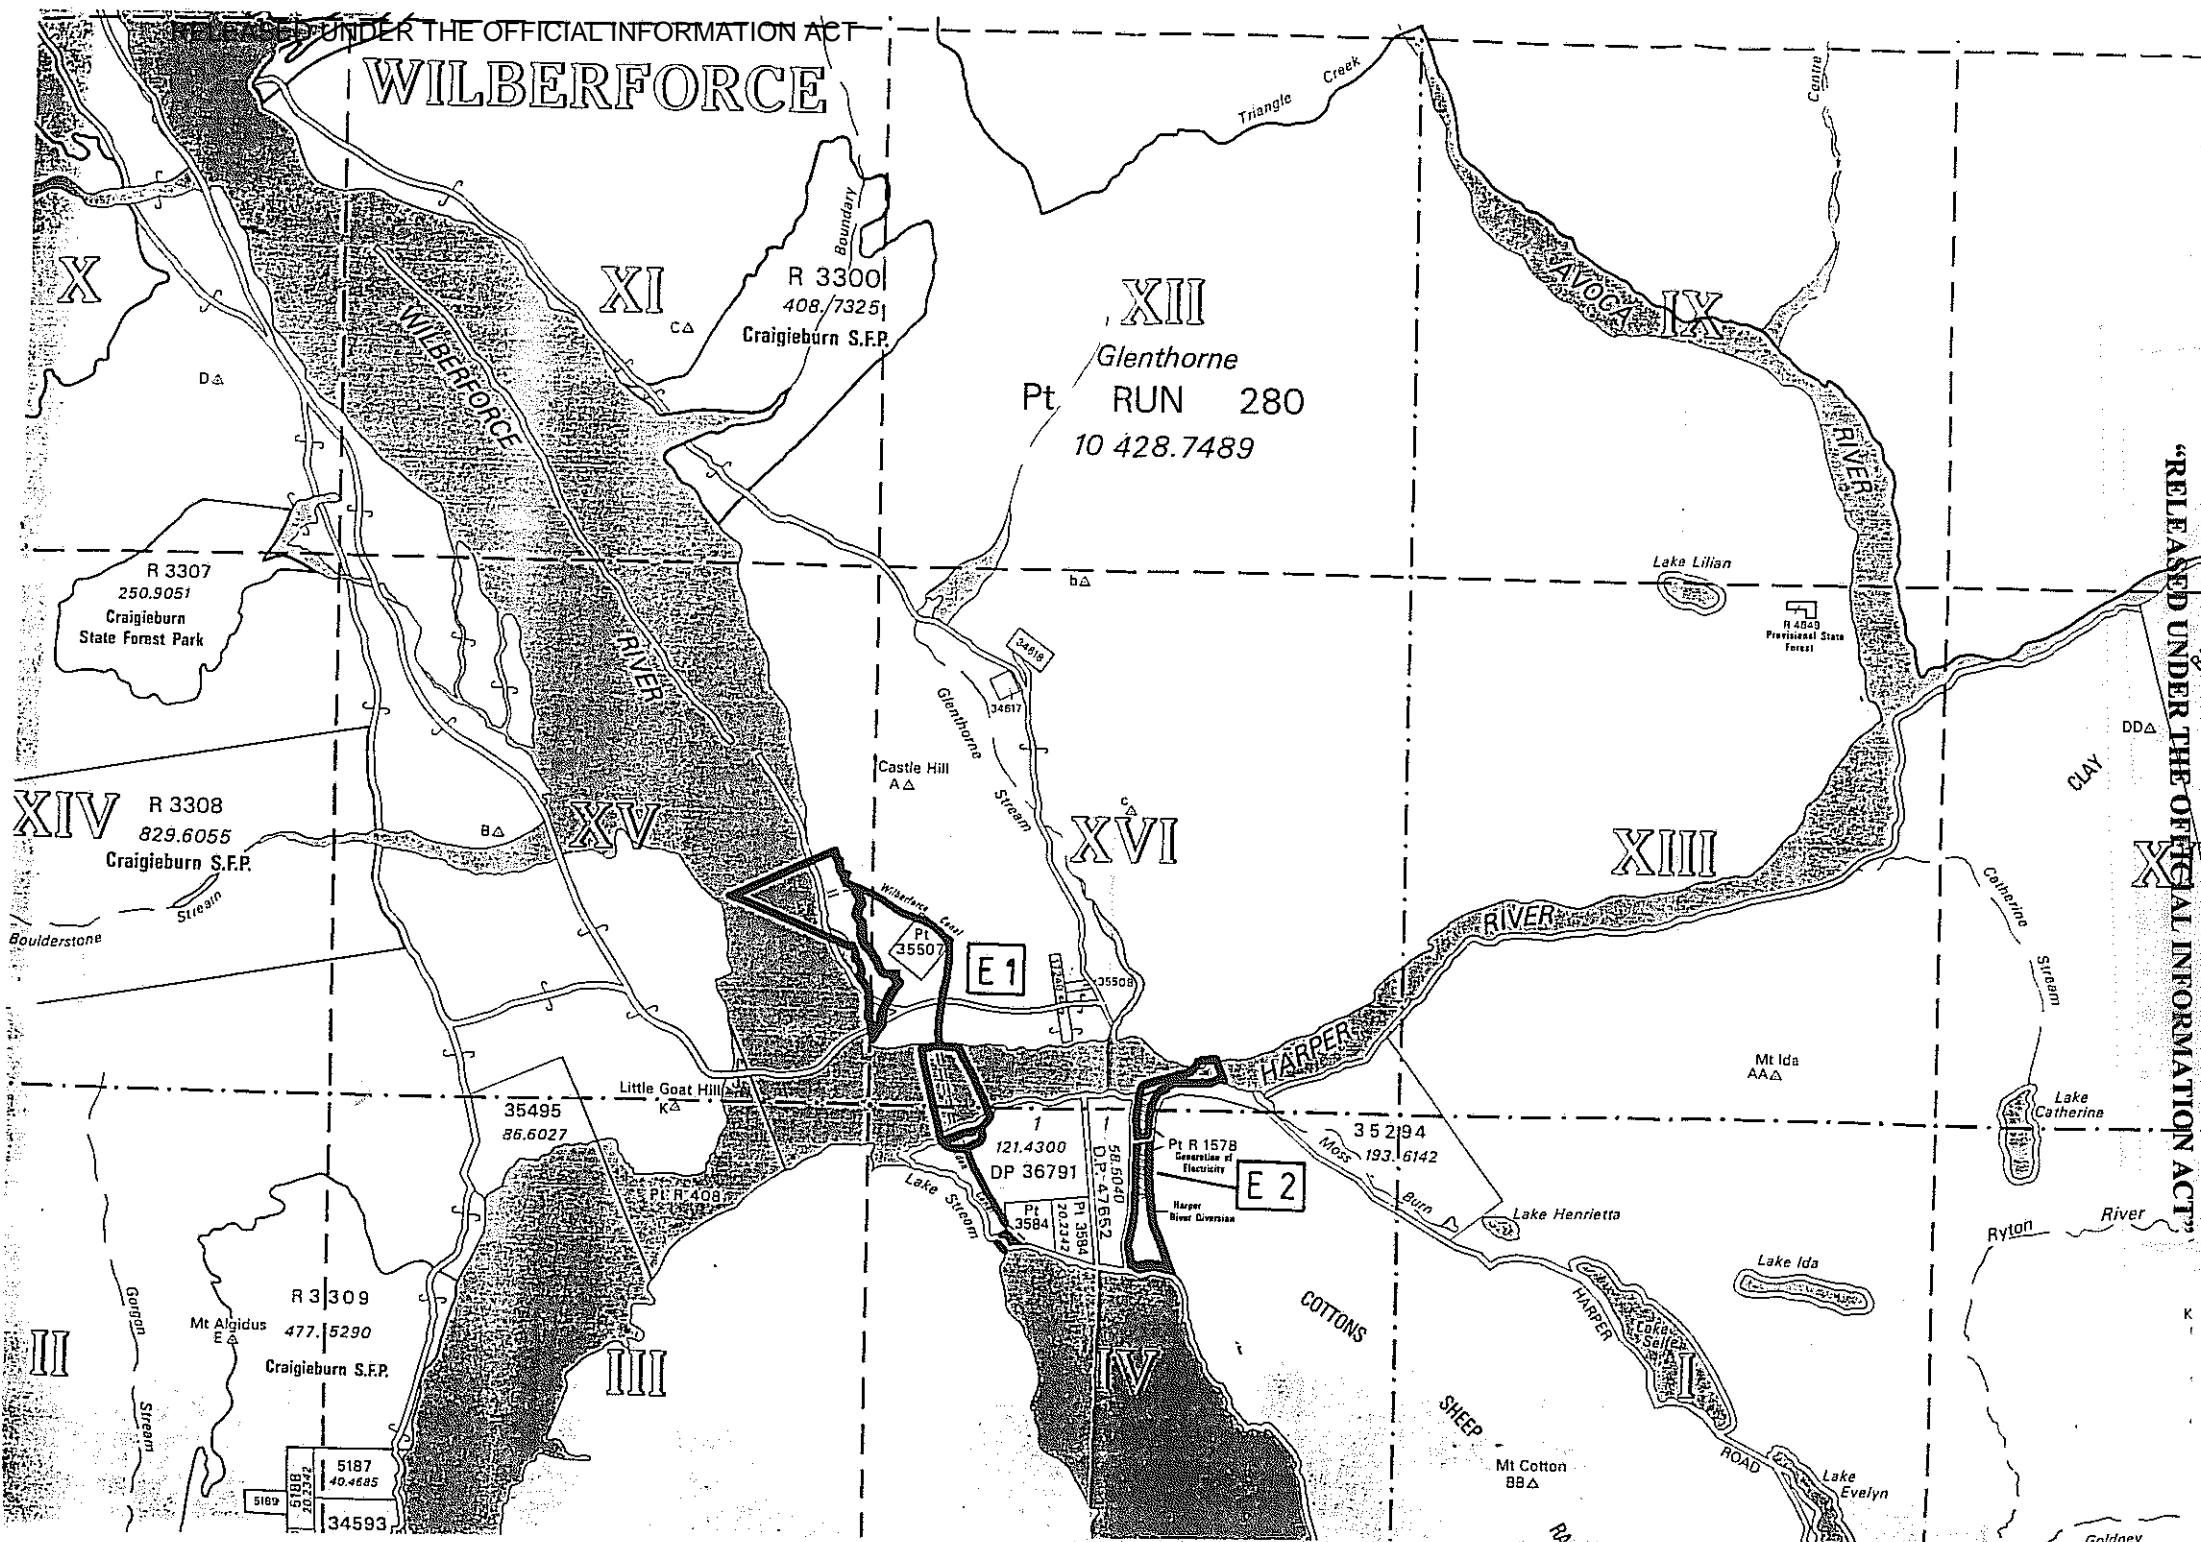 RELEASED UNDER THE OFFICIAL INFORMATION ACT
WILBERFORCE
Triangle Creek
Centre
Boundary
X
XI
C
R 3300
408.7325
Craigieburn S.F.P.
XII
Glenthorne
Pt RUN 280
10 428.7489
AVOCA
IX
RIVER
D
WILBERFORCE
RIVER
R 3307
250.9051
Craigieburn
State Forest Park
b
Lake Lilian
R 4849
Provisional State
Forest
34618
34617
Glenthorne
Stream
Castle Hill
A
c
DD
CLAY
"RELEASED UNDER THE OFFICIAL INFORMATION ACT"
XIV
R 3308
829.6055
Craigieburn S.F.P.
B
XV
XVI
XIII
X
Boulderstone
Stream
Wilberforce Canal
Pt
35507
E 1
35508
HARPER
RIVER
Catherine
Stream
Little Goat Hill
K
35495
86.6027
Pt R 408
1
121.4300
DP 36791
1
58.5040
D.P. 47652
Pt R 1578
Generation of
Electricity
E 2
Harper
River Diversion
35294
193.6142
Moss
Burn
Mt Ida
AA
Lake
Catherine
Lake Stream
Pt
3584
Pt 3584
20.2342
Lake Henrietta
Lake Ida
Ryton River
Gorgon
Stream
R 3309
477.5290
Craigieburn S.F.P.
Mt Algidus
E
II
III
IV
I
COTTONS
SHEEP
HARPER
ROAD
Lake
Selfe
K
Mt Cotton
BB
Lake
Evelyn
5189
5188
20.2342
5187
40.4685
34593
Goldney